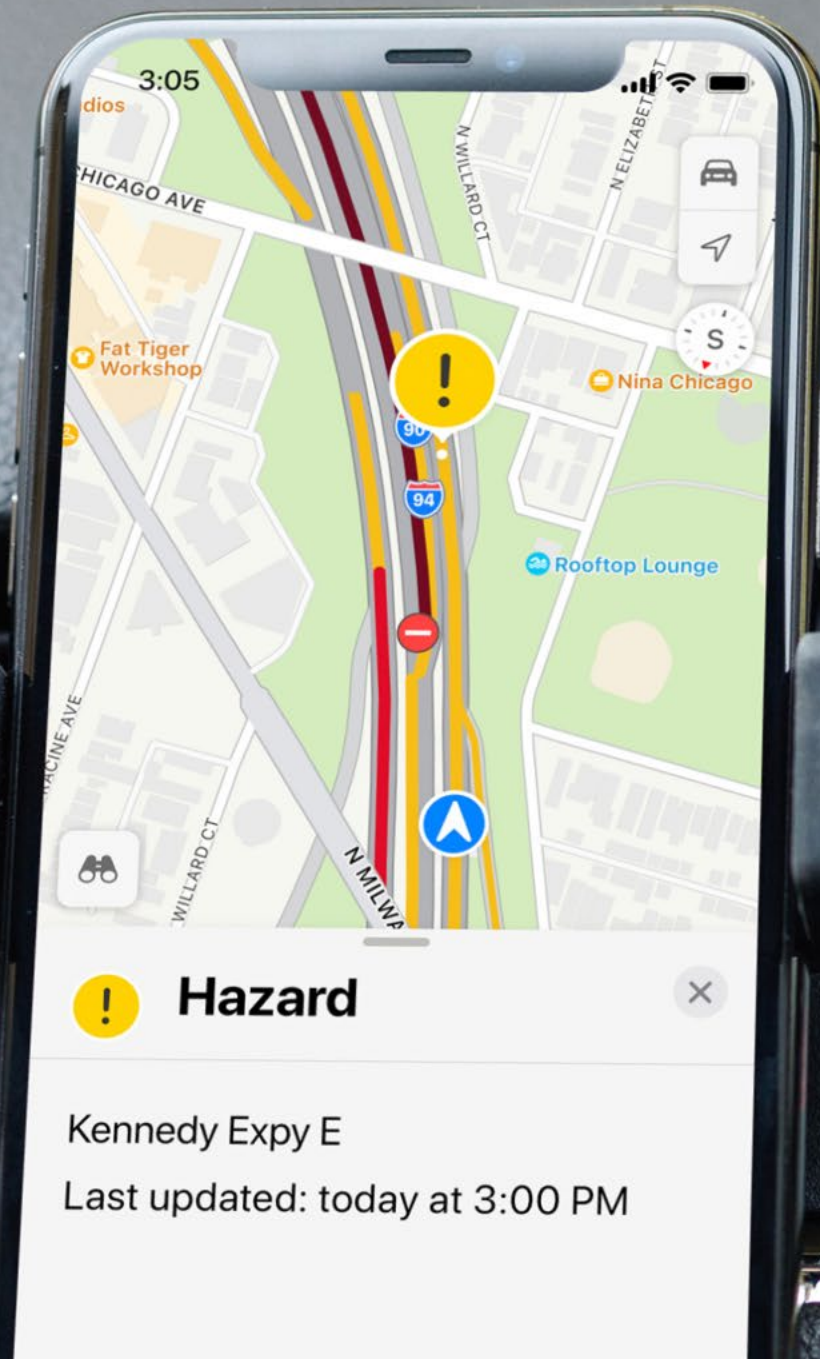 3:05
dios
CHICAGO AVE
N WILLARD CT
N ELIZABETH ST
S
Fat Tiger
Workshop
Nina Chicago
90
94
Rooftop Lounge
RACINE AVE
WILLARD CT
N MILWA
Hazard
Kennedy Expy E
Last updated: today at 3:00 PM